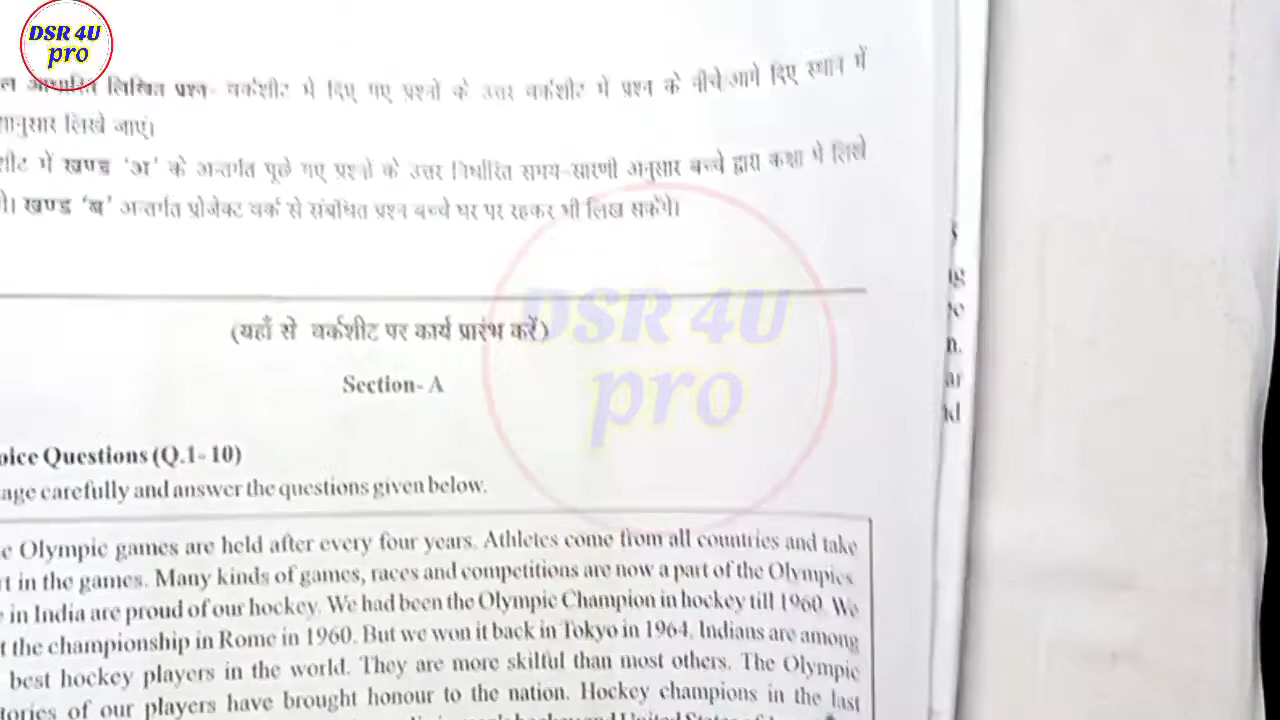 DSR 4U
pro
आधारित लिखित प्रश्न- वर्कशीट में दिए गए प्रश्नों के उत्तर वर्कशीट में प्रश्न के नीचे/आगे दिए स्थान में
लिखे जाएं।
में खण्ड 'अ' के अन्तर्गत पूछे गए प्रश्नों के उत्तर निर्धारित समय-सारणी अनुसार बच्चे द्वारा कक्षा में लिखे
खण्ड 'ब' अन्तर्गत प्रोजेक्ट वर्क से संबंधित प्रश्न बच्चे घर पर रहकर भी लिख सकेंगे।
(यहाँ से वर्कशीट पर कार्य प्रारंभ करें)
DSR 4U
pro
Section- A
oice Questions (Q.1- 10)
age carefully and answer the questions given below.
e Olympic games are held after every four years. Athletes come from all countries and take
rt in the games. Many kinds of games, races and competitions are now a part of the Olympics
e in India are proud of our hockey. We had been the Olympic Champion in hockey till 1960. We
t the championship in Rome in 1960. But we won it back in Tokyo in 1964. Indians are among
best hockey players in the world. They are more skilful than most others. The Olympic
tories of our players have brought honour to the nation. Hockey champions in the last